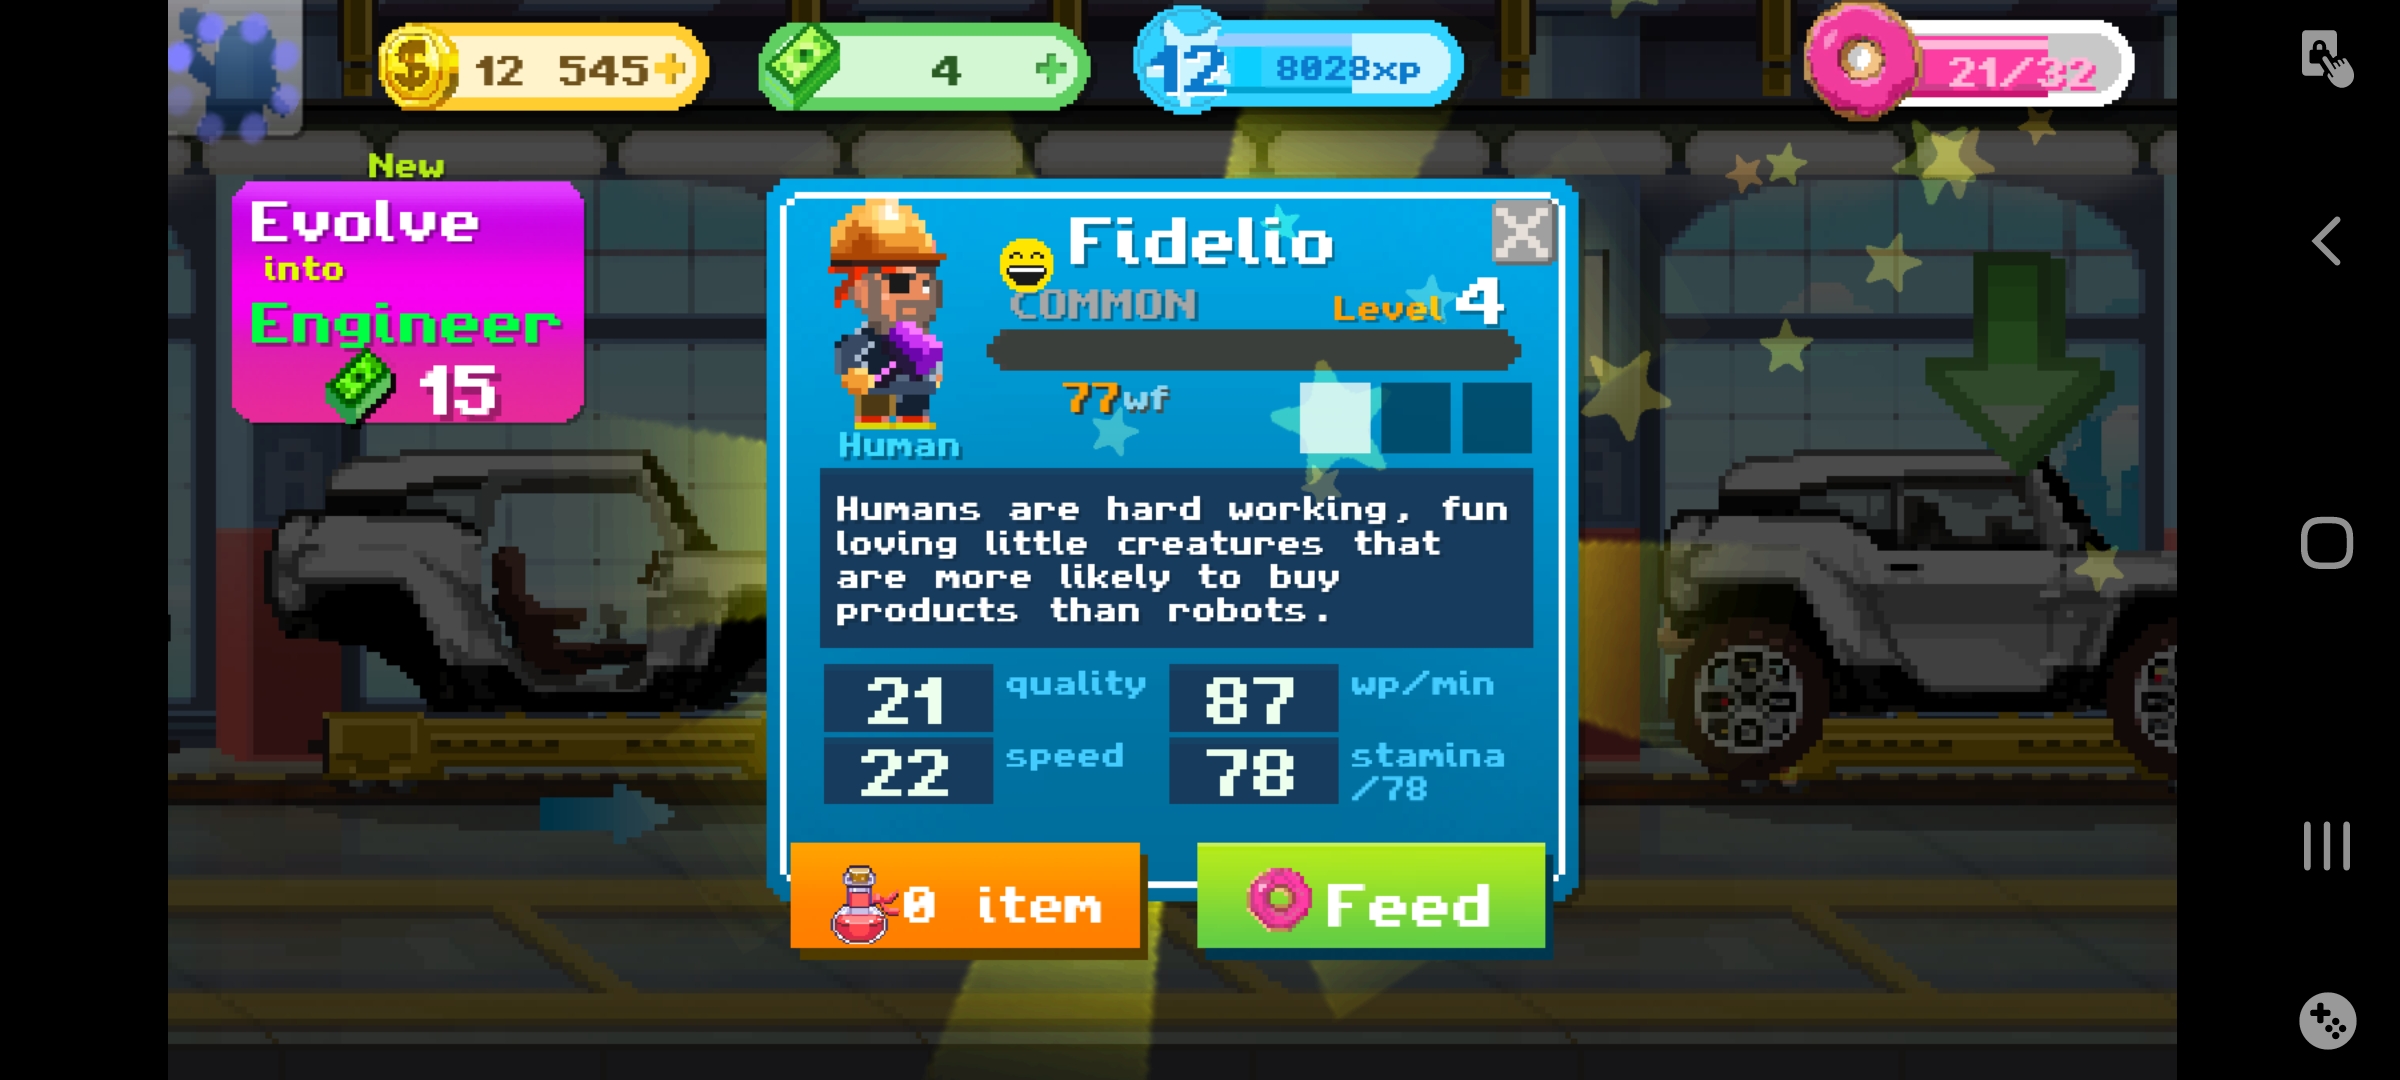 12 545
4
12 8028xp
21/32
New
Evolve
into
Engineer
15
Fidelio
COMMON
Level 4
77wf
Human
Humans are hard working, fun
loving little creatures that
are more likely to buy
products than robots.
21 quality 87 wp/min
22 speed 78 stamina
/78
0 item
Feed